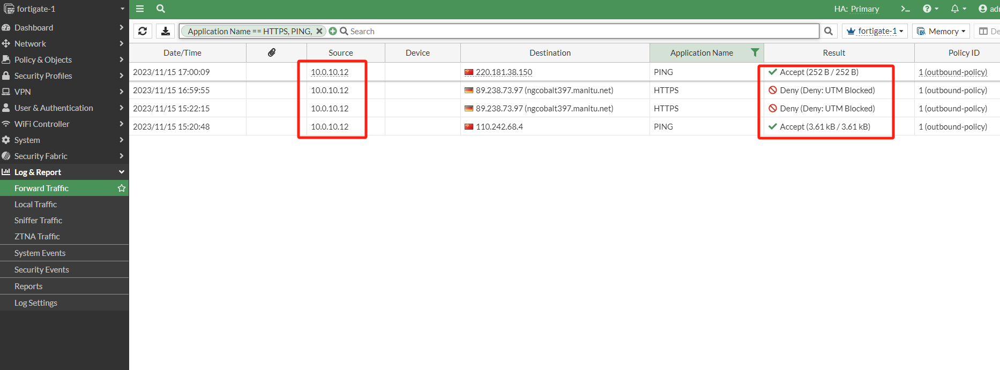 fortigate-1
HA: Primary
adm
Dashboard
Network
Policy & Objects
Security Profiles
VPN
User & Authentication
WiFi Controller
System
Security Fabric
Log & Report
Forward Traffic
Local Traffic
Sniffer Traffic
ZTNA Traffic
System Events
Security Events
Reports
Log Settings
Application Name == HTTPS, PING, Search fortigate-1 Memory De
Date/Time Source Device Destination Application Name Result Policy ID
2023/11/15 17:00:09 10.0.10.12 220.181.38.150 PING Accept (252 B / 252 B) 1 (outbound-policy)
2023/11/15 16:59:55 10.0.10.12 89.238.73.97 (ngcobalt397.manitu.net) HTTPS Deny (Deny: UTM Blocked) 1 (outbound-policy)
2023/11/15 15:22:15 10.0.10.12 89.238.73.97 (ngcobalt397.manitu.net) HTTPS Deny (Deny: UTM Blocked) 1 (outbound-policy)
2023/11/15 15:20:48 10.0.10.12 110.242.68.4 PING Accept (3.61 kB / 3.61 kB) 1 (outbound-policy)